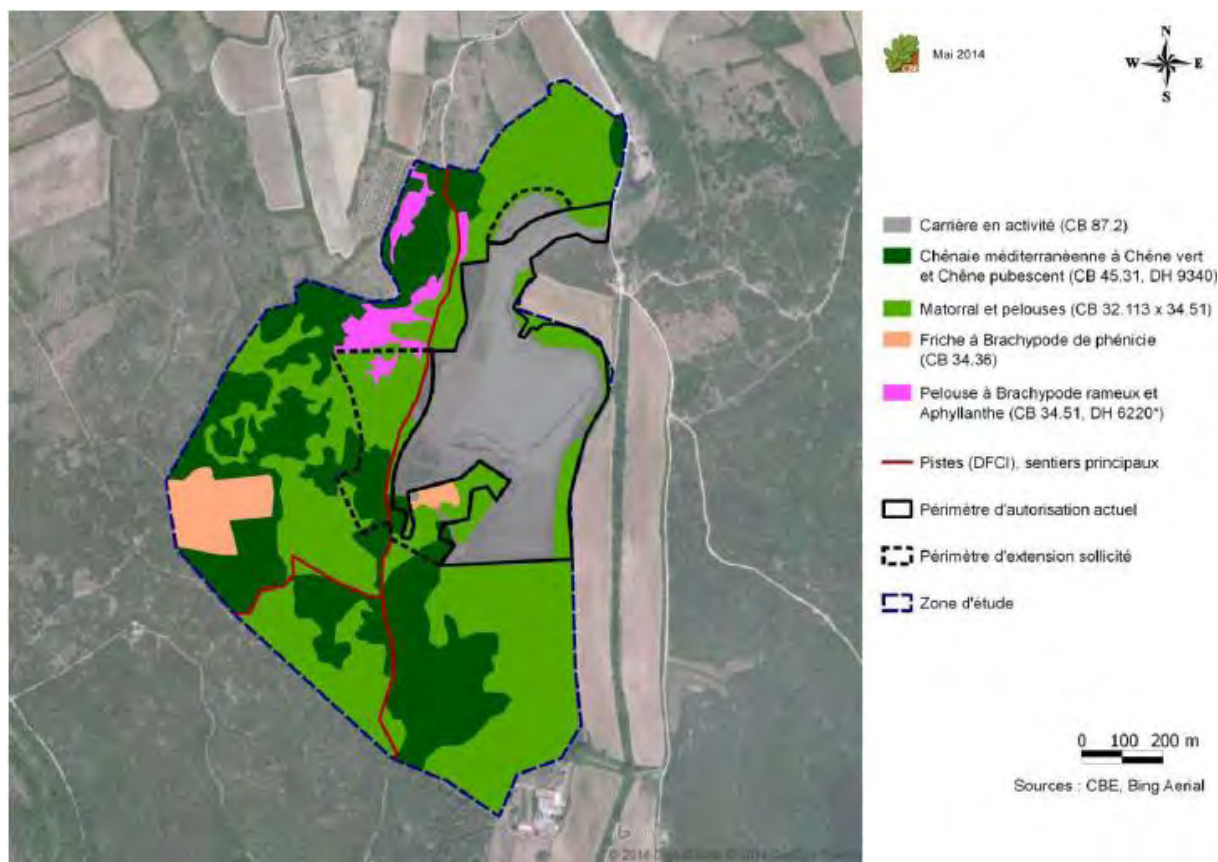 Mai 2014
N
W E
S
Carrière en activité (CB 87.2)
Chênaie méditerranéenne à Chêne vert
et Chêne pubescent (CB 45.31, DH 9340)
Matorral et pelouses (CB 32.113 x 34.51)
Friche à Brachypode de phénicie
(CB 34.36)
Pelouse à Brachypode rameux et
Aphyllanthe (CB 34.51, DH 6220*)
Pistes (DFCI), sentiers principaux
Périmètre d'autorisation actuel
Périmètre d'extension sollicité
Zone d'étude
0 100 200 m
Sources : CBE, Bing Aerial
© 2014